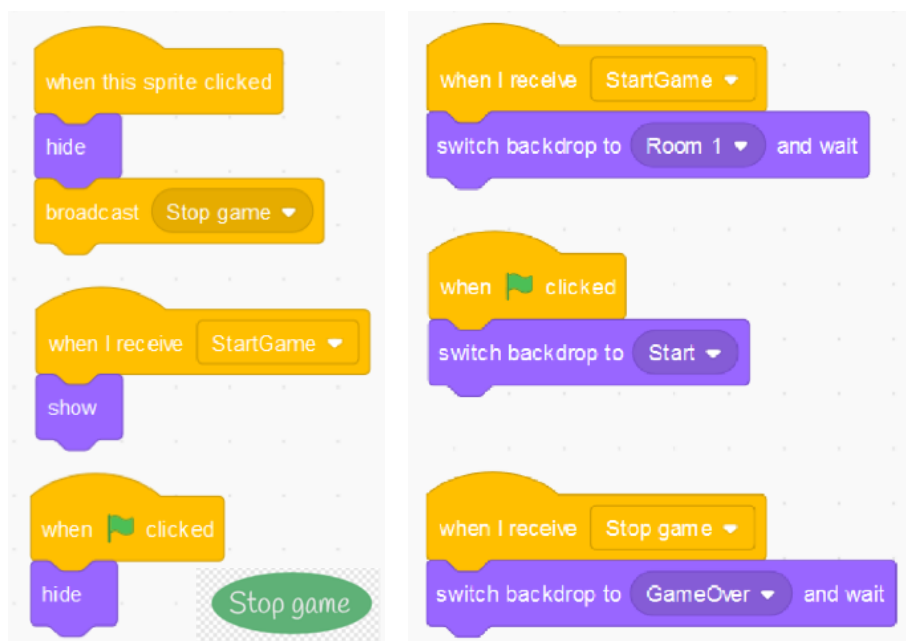 when this sprite clicked
hide
broadcast Stop game
when I receive StartGame
show
when clicked
hide
Stop game
when I receive StartGame
switch backdrop to Room 1 and wait
when clicked
switch backdrop to Start
when I receive Stop game
switch backdrop to GameOver and wait